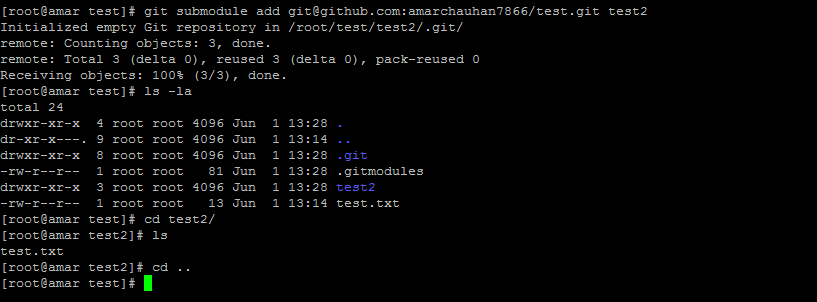 [root@amar test]# git submodule add git@github.com:amarchauhan7866/test.git test2
Initialized empty Git repository in /root/test/test2/.git/
remote: Counting objects: 3, done.
remote: Total 3 (delta 0), reused 3 (delta 0), pack-reused 0
Receiving objects: 100% (3/3), done.
[root@amar test]# ls -la
total 24
drwxr-xr-x  4 root root 4096 Jun  1 13:28 .
dr-xr-x---. 9 root root 4096 Jun  1 13:14 ..
drwxr-xr-x  8 root root 4096 Jun  1 13:28 .git
-rw-r--r--  1 root root   81 Jun  1 13:28 .gitmodules
drwxr-xr-x  3 root root 4096 Jun  1 13:28 test2
-rw-r--r--  1 root root   13 Jun  1 13:14 test.txt
[root@amar test]# cd test2/
[root@amar test2]# ls
test.txt
[root@amar test2]# cd ..
[root@amar test]#